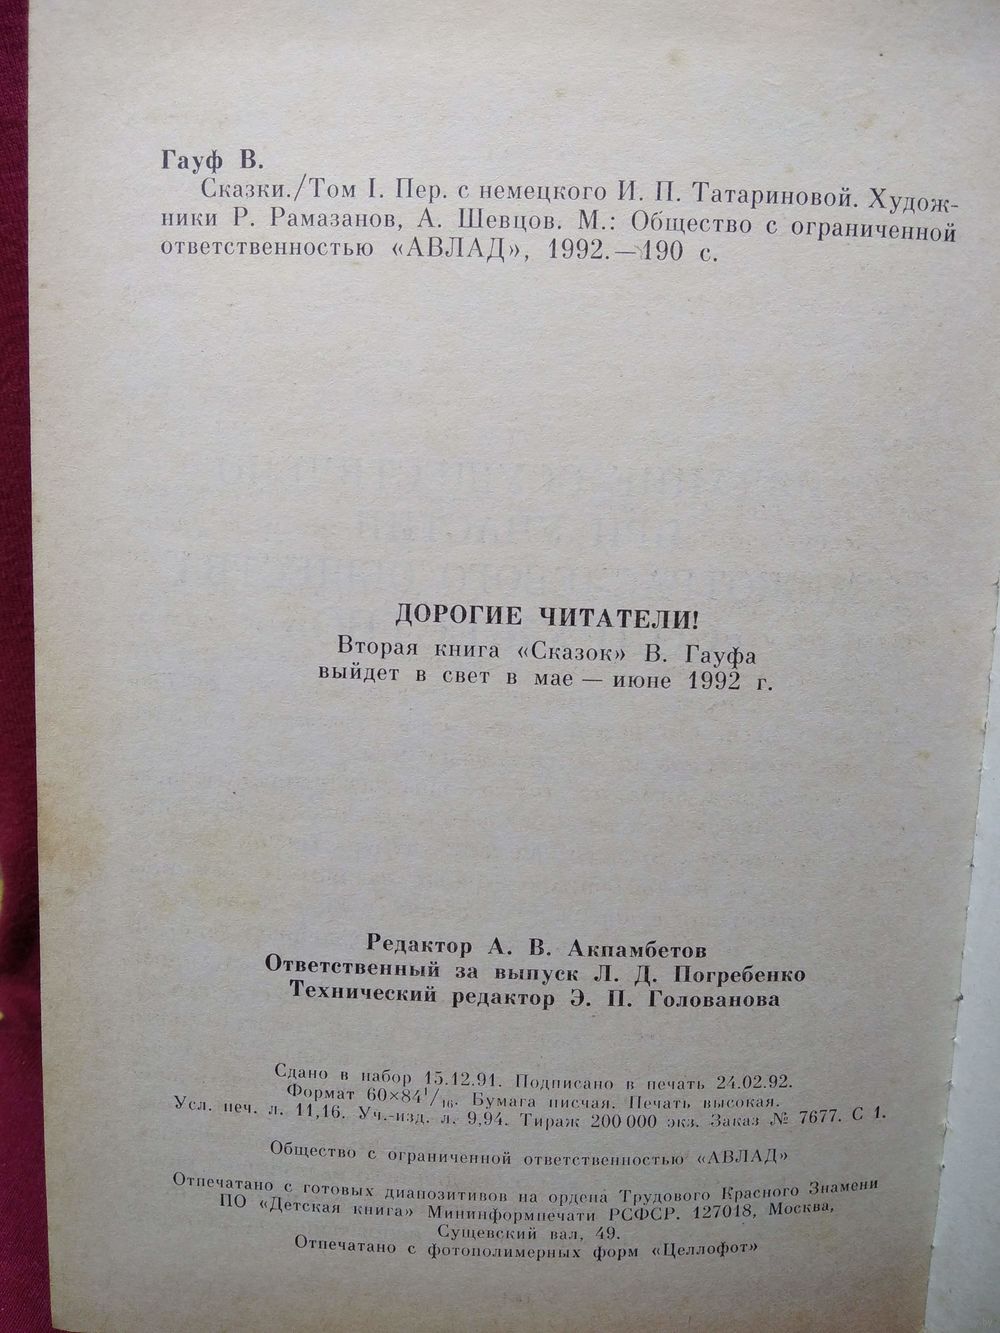 Гауф В.
Сказки./Том I. Пер. с немецкого И. П. Татариновой. Худож-
ники Р. Рамазанов, А. Шевцов. М.: Общество с ограниченной
ответственностью «АВЛАД», 1992.—190 с.
ДОРОГИЕ ЧИТАТЕЛИ!
Вторая книга «Сказок» В. Гауфа
выйдет в свет в мае — июне 1992 г.
Редактор А. В. Акпамбетов
Ответственный за выпуск Л. Д. Погребенко
Технический редактор Э. П. Голованова
Сдано в набор 15.12.91. Подписано в печать 24.02.92.
Формат 60×84¹/₁₆. Бумага писчая. Печать высокая.
Усл. печ. л. 11,16. Уч.-изд. л. 9,94. Тираж 200 000 экз. Заказ № 7677. С 1.
Общество с ограниченной ответственностью «АВЛАД»
Отпечатано с готовых диапозитивов на ордена Трудового Красного Знамени
ПО «Детская книга» Мининформпечати РСФСР. 127018, Москва,
Сущевский вал, 49.
Отпечатано с фотополимерных форм «Целлофот»